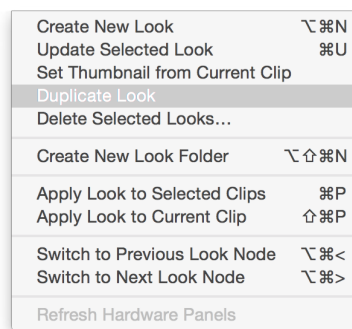 Create New Look ⌥⌘N
Update Selected Look ⌘U
Set Thumbnail from Current Clip
Duplicate Look
Delete Selected Looks...
Create New Look Folder ⌥⇧⌘N
Apply Look to Selected Clips ⌘P
Apply Look to Current Clip ⇧⌘P
Switch to Previous Look Node ⌥⌘<
Switch to Next Look Node ⌥⌘>
Refresh Hardware Panels